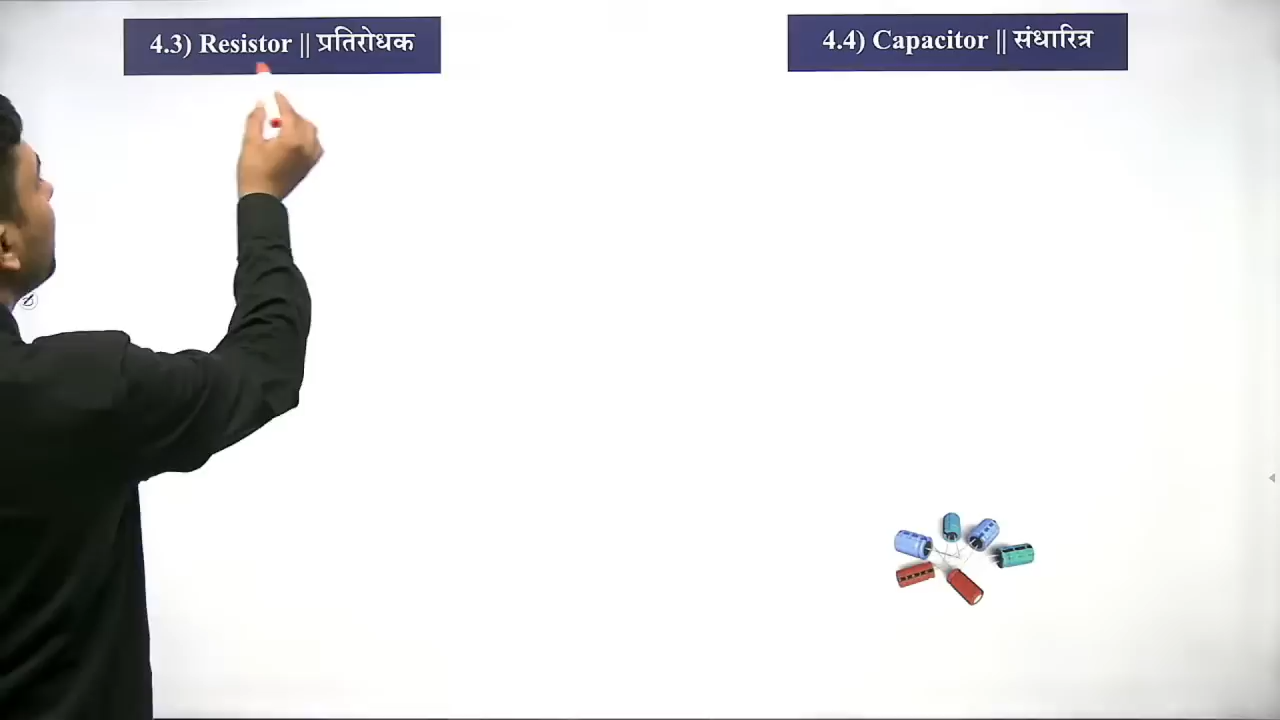 4.3) Resistor || प्रतिरोधक
4.4) Capacitor || संधारित्र